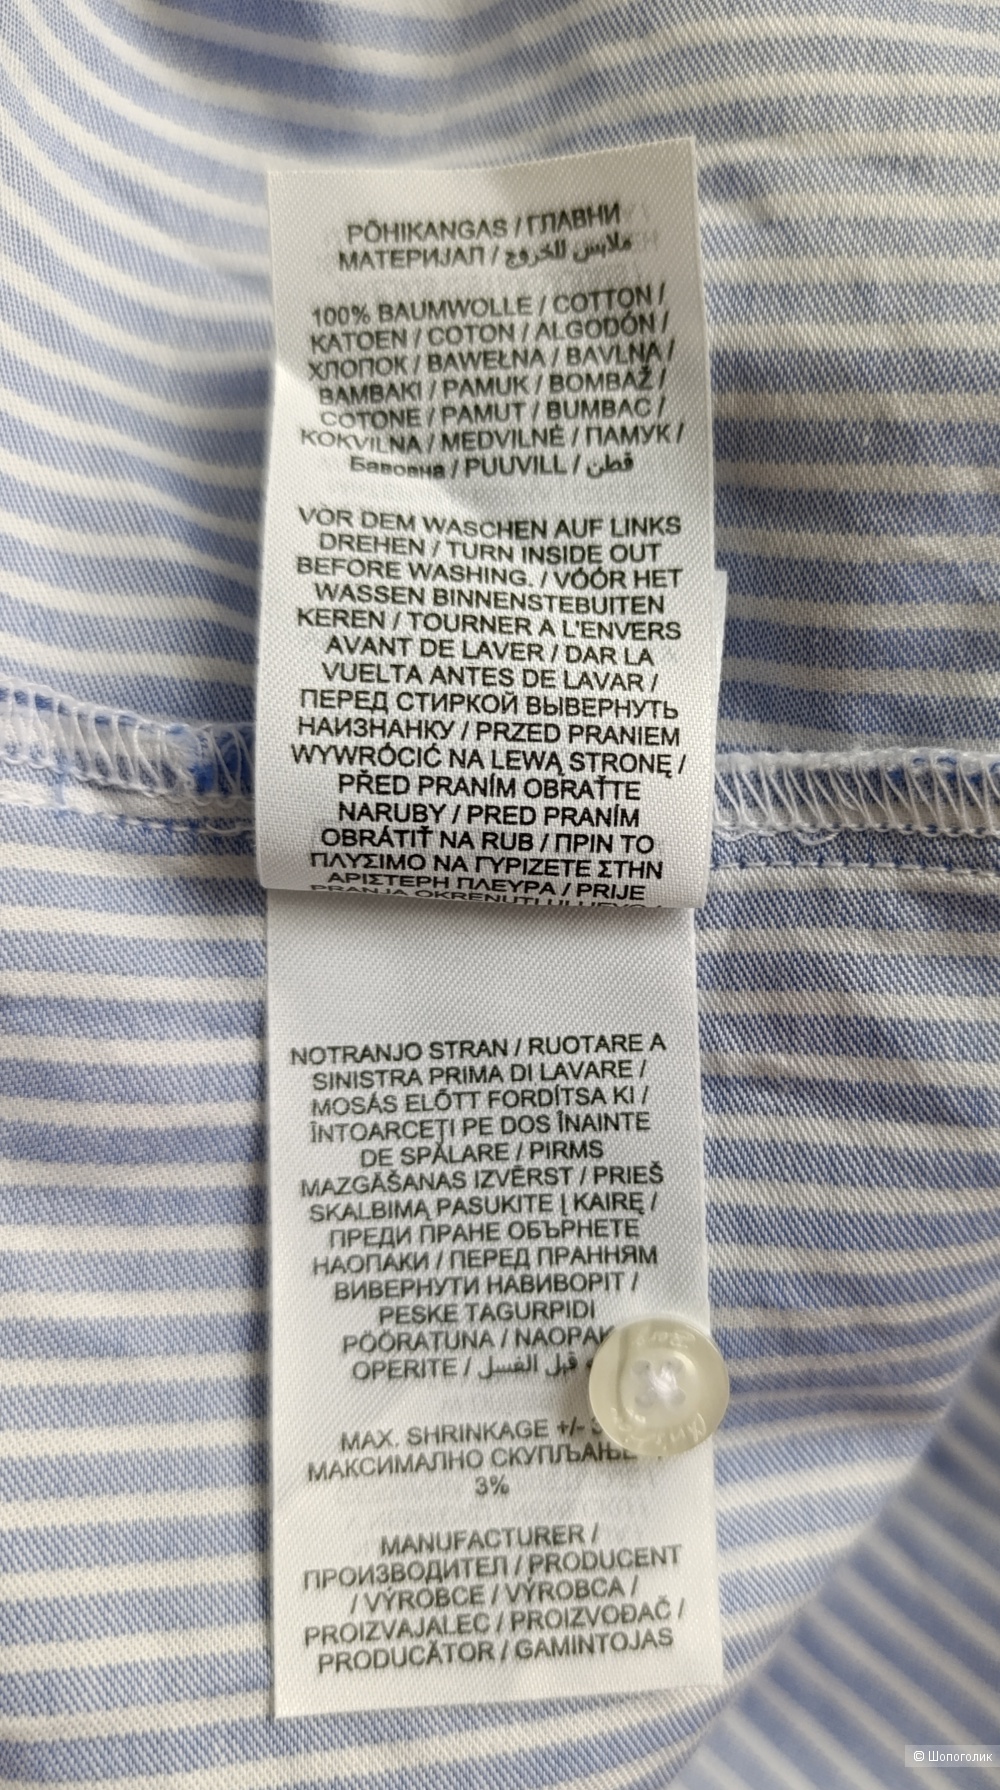 PÕHIKANGAS / ГЛАВНИ
МАТЕРИЈАЛ / ملابس للخروج
100% BAUMWOLLE / COTTON /
KATOEN / COTON / ALGODÓN /
ХЛОПОК / BAWEŁNA / BAVLNA /
BAMBAKI / PAMUK / BOMBAŽ /
COTONE / PAMUT / BUMBAC /
KOKVILNA / MEDVILNĖ / ПАМУК /
Бавовна / PUUVILL / قطن
VOR DEM WASCHEN AUF LINKS
DREHEN / TURN INSIDE OUT
BEFORE WASHING. / VÓÓR HET
WASSEN BINNENSTEBUITEN
KEREN / TOURNER A L'ENVERS
AVANT DE LAVER / DAR LA
VUELTA ANTES DE LAVAR /
ПЕРЕД СТИРКОЙ ВЫВЕРНУТЬ
НАИЗНАНКУ / PRZED PRANIEM
WYWRÓCIĆ NA LEWĄ STRONĘ /
PŘED PRANÍM OBRAŤTE
NARUBY / PRED PRANÍM
OBRÁTIŤ NA RUB / ΠΡΙΝ ΤΟ
ΠΛΥΣΙΜΟ ΝΑ ΓΥΡΙΖΕΤΕ ΣΤΗΝ
ΑΡΙΣΤΕΡΗ ΠΛΕΥΡΑ / PRIJE
PRANJA OKRENUTI
NOTRANJO STRAN / RUOTARE A
SINISTRA PRIMA DI LAVARE /
MOSÁS ELŐTT FORDÍTSA KI /
ÎNTOARCEŢI PE DOS ÎNAINTE
DE SPĂLARE / PIRMS
MAZGĀŠANAS IZVĒRST / PRIEŠ
SKALBIMĄ PASUKITE Į KAIRĘ /
ПРЕДИ ПРАНЕ ОБЪРНЕТЕ
НАОПАКИ / ПЕРЕД ПРАННЯМ
ВИВЕРНУТИ НАВИВОРІТ /
PESKE TAGURPIDI
PÖÖRATUNA / NAOPAK
OPERITE / قبل الغسل
MAX. SHRINKAGE +/-
МАКСИМАЛНО СКУПЉАЊЕ
3%
MANUFACTURER /
ПРОИЗВОДИТЕЛ / PRODUCENT
/ VÝROBCE / VÝROBCA /
PROIZVAJALEC / PROIZVOĐAČ /
PRODUCĂTOR / GAMINTOJAS
© Шопоголик